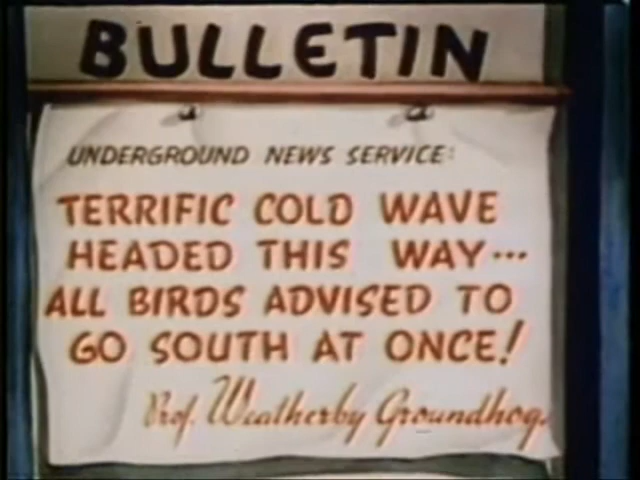 BULLETIN
UNDERGROUND NEWS SERVICE:
TERRIFIC COLD WAVE
HEADED THIS WAY...
ALL BIRDS ADVISED TO
GO SOUTH AT ONCE!
Prof. Weatherby Groundhog.